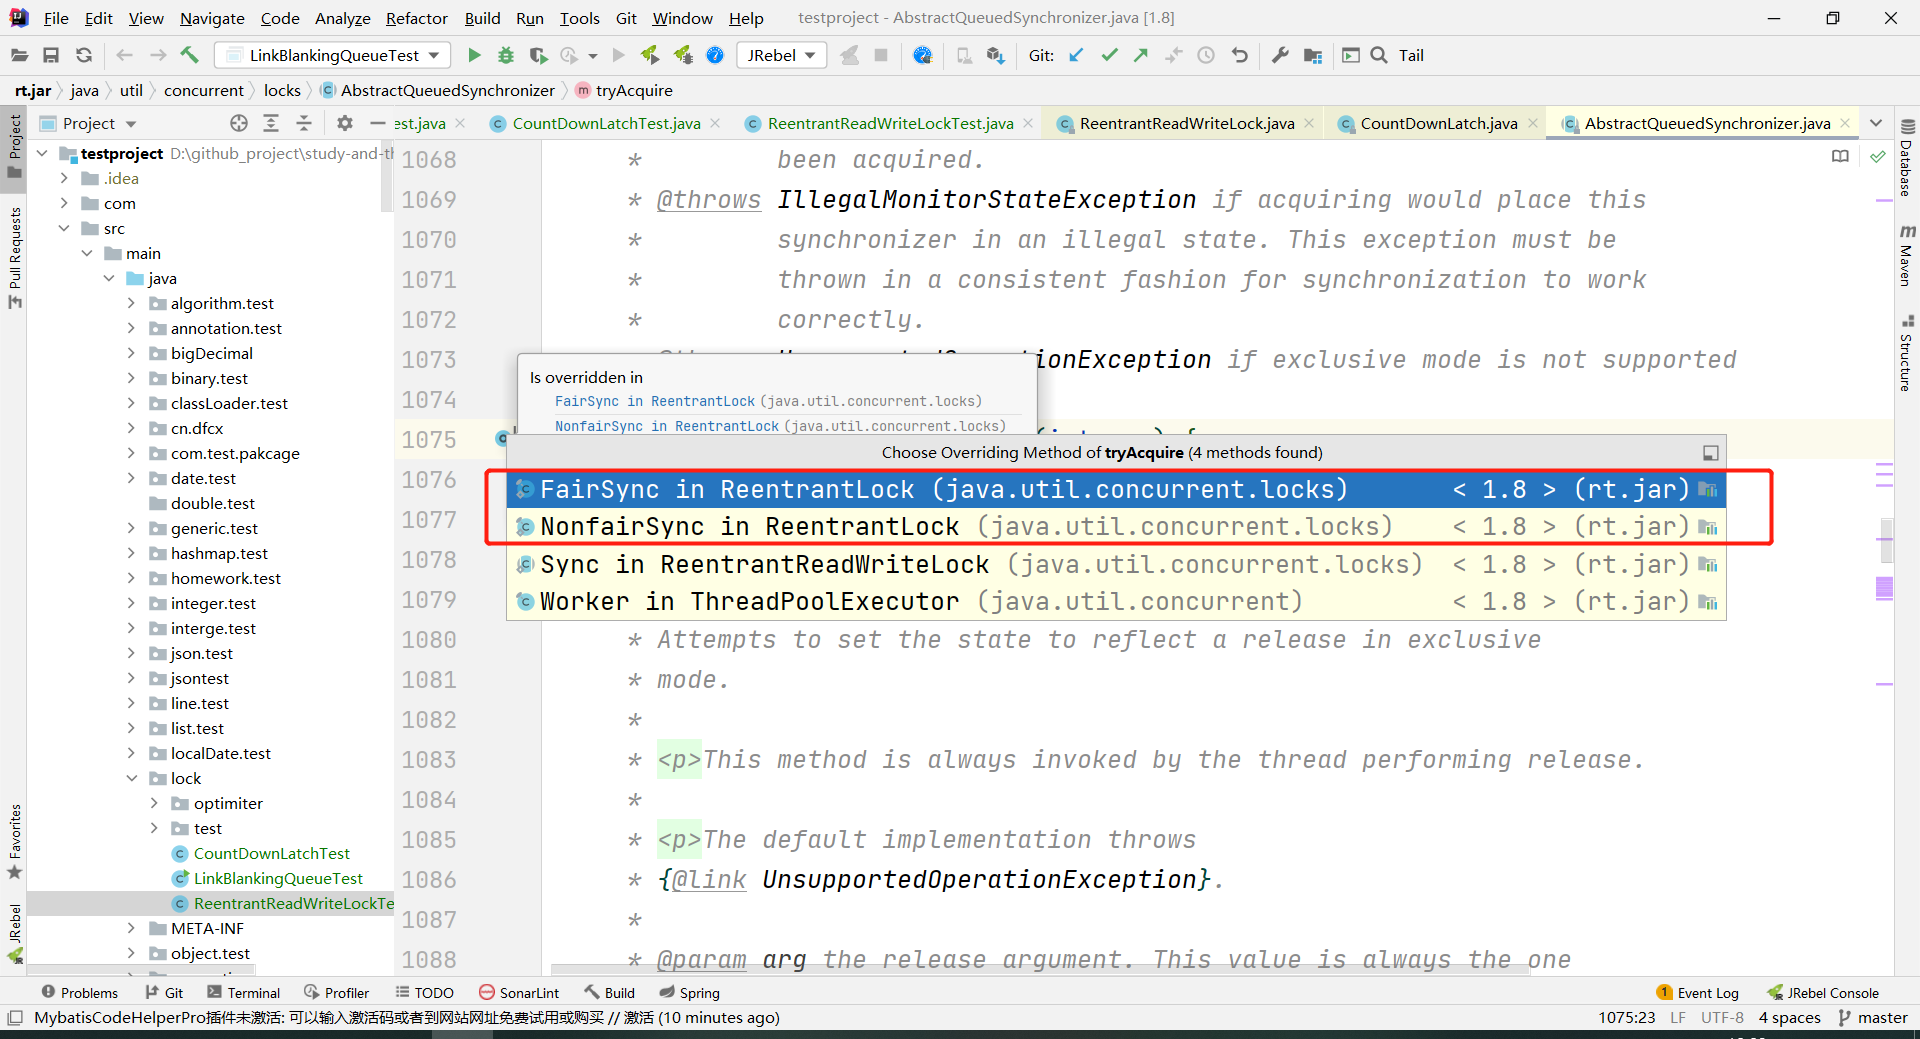 File Edit View Navigate Code Analyze Refactor Build Run Tools Git Window Help testproject - AbstractQueuedSynchronizer.java [1.8]
LinkBlankingQueueTest JRebel Git: Tail
rt.jar java util concurrent locks AbstractQueuedSynchronizer tryAcquire
Project est.java CountDownLatchTest.java ReentrantReadWriteLockTest.java ReentrantReadWriteLock.java CountDownLatch.java AbstractQueuedSynchronizer.java
Project
Pull Requests
Favorites
JRebel
testproject D:\github_project\study-and-th
.idea
com
src
main
java
algorithm.test
annotation.test
bigDecimal
binary.test
classLoader.test
cn.dfcx
com.test.pakcage
date.test
double.test
generic.test
hashmap.test
homework.test
integer.test
interge.test
json.test
jsontest
line.test
list.test
localDate.test
lock
optimiter
test
CountDownLatchTest
LinkBlankingQueueTest
ReentrantReadWriteLockTe
META-INF
object.test
1068 * been acquired.
1069 * @throws IllegalMonitorStateException if acquiring would place this
1070 * synchronizer in an illegal state. This exception must be
1071 * thrown in a consistent fashion for synchronization to work
1072 * correctly.
1073 ionException if exclusive mode is not supported
1074
1075
1076
1077
1078
1079
Is overridden in
FairSync in ReentrantLock (java.util.concurrent.locks)
NonfairSync in ReentrantLock (java.util.concurrent.locks)
Choose Overriding Method of tryAcquire (4 methods found)
FairSync in ReentrantLock (java.util.concurrent.locks) < 1.8 > (rt.jar)
NonfairSync in ReentrantLock (java.util.concurrent.locks) < 1.8 > (rt.jar)
Sync in ReentrantReadWriteLock (java.util.concurrent.locks) < 1.8 > (rt.jar)
Worker in ThreadPoolExecutor (java.util.concurrent) < 1.8 > (rt.jar)
1080 * Attempts to set the state to reflect a release in exclusive
1081 * mode.
1082 *
1083 * <p>This method is always invoked by the thread performing release.
1084 *
1085 * <p>The default implementation throws
1086 * {@link UnsupportedOperationException}.
1087 *
1088 * @param arg the release argument. This value is always the one
Database
Maven
Structure
Problems Git Terminal Profiler TODO SonarLint Build Spring 1 Event Log JRebel Console
MybatisCodeHelperPro插件未激活: 可以输入激活码或者到网站网址免费试用或购买 // 激活 (10 minutes ago) 1075:23 LF UTF-8 4 spaces master